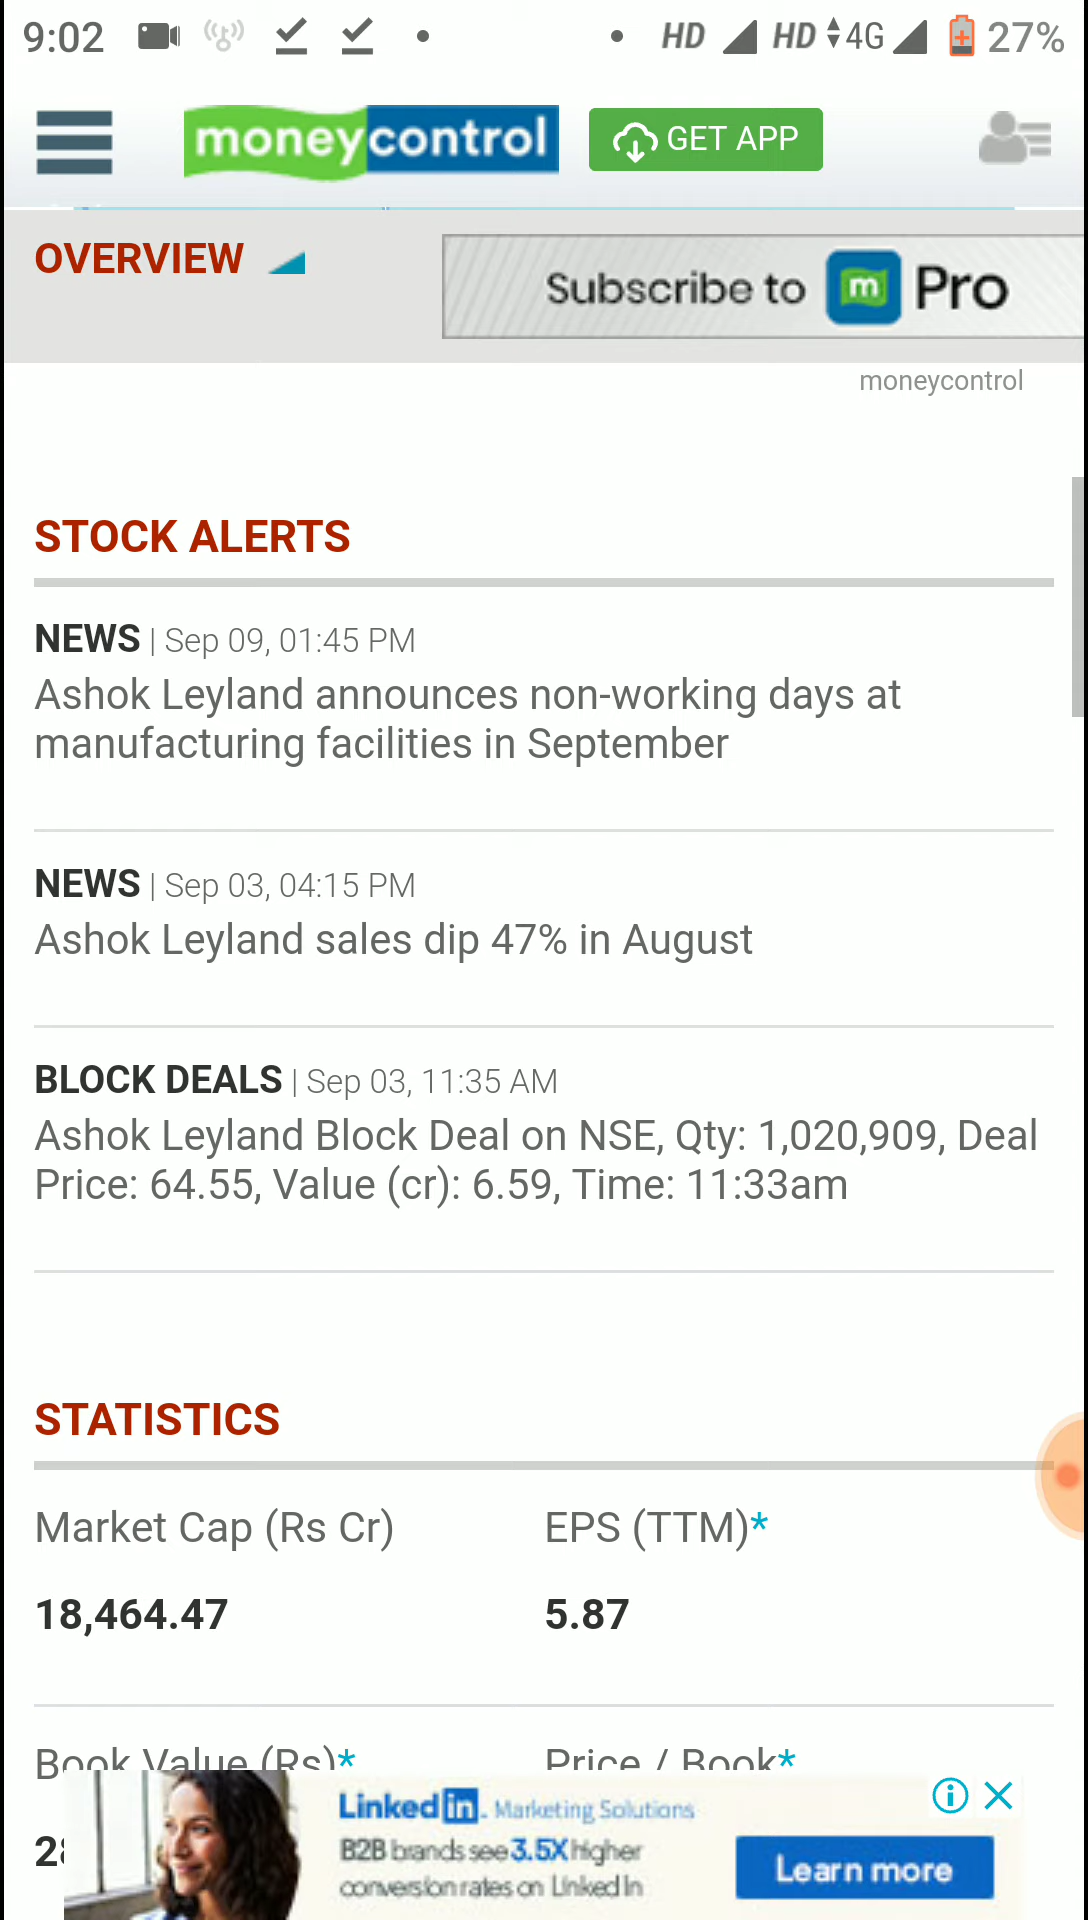 9:02 HD HD 4G 27%
moneycontrol GET APP
OVERVIEW Subscribe to m Pro
moneycontrol
STOCK ALERTS
NEWS | Sep 09, 01:45 PM
Ashok Leyland announces non-working days at
manufacturing facilities in September
NEWS | Sep 03, 04:15 PM
Ashok Leyland sales dip 47% in August
BLOCK DEALS | Sep 03, 11:35 AM
Ashok Leyland Block Deal on NSE, Qty: 1,020,909, Deal
Price: 64.55, Value (cr): 6.59, Time: 11:33am
STATISTICS
Market Cap (Rs Cr) EPS (TTM)*
18,464.47 5.87
Book Value (Rs)* Price / Book*
LinkedIn. Marketing Solutions
B2B brands see 3.5X higher
conversion rates on LinkedIn
Learn more